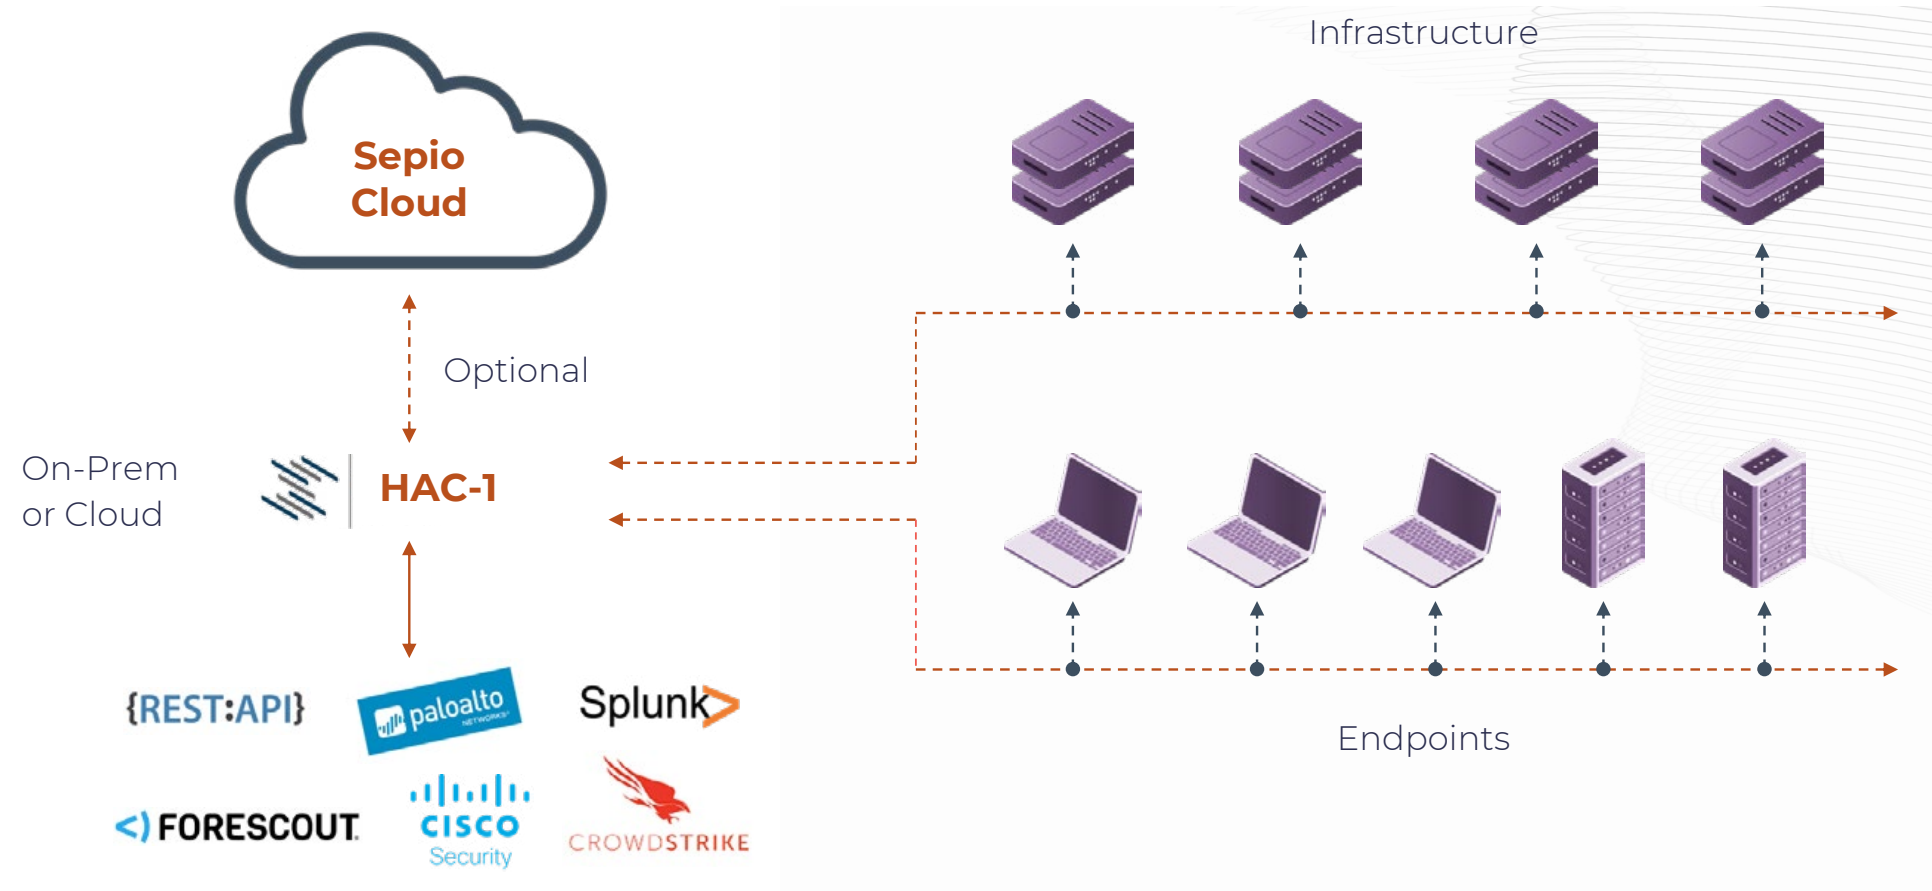 Infrastructure
Sepio
Cloud
Optional
On-Prem
or Cloud
HAC-1
{REST:API}
paloalto
NETWORKS
Splunk>
FORESCOUT.
CISCO
Security
CROWDSTRIKE
Endpoints